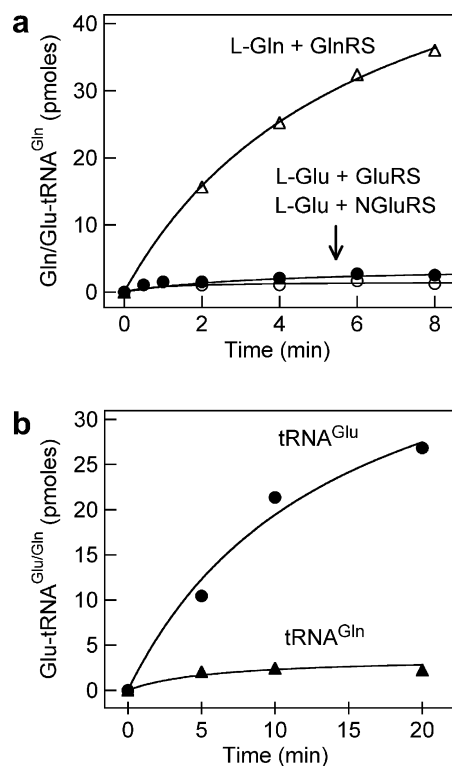 a
Gln/Glu-tRNA^Gln (pmoles)
40
30
20
10
0
L-Gln + GlnRS
L-Glu + GluRS
L-Glu + NGluRS
0 2 4 6 8
Time (min)
b
Glu-tRNA^Glu/Gln (pmoles)
30
25
20
15
10
5
0
tRNA^Glu
tRNA^Gln
0 5 10 15 20
Time (min)